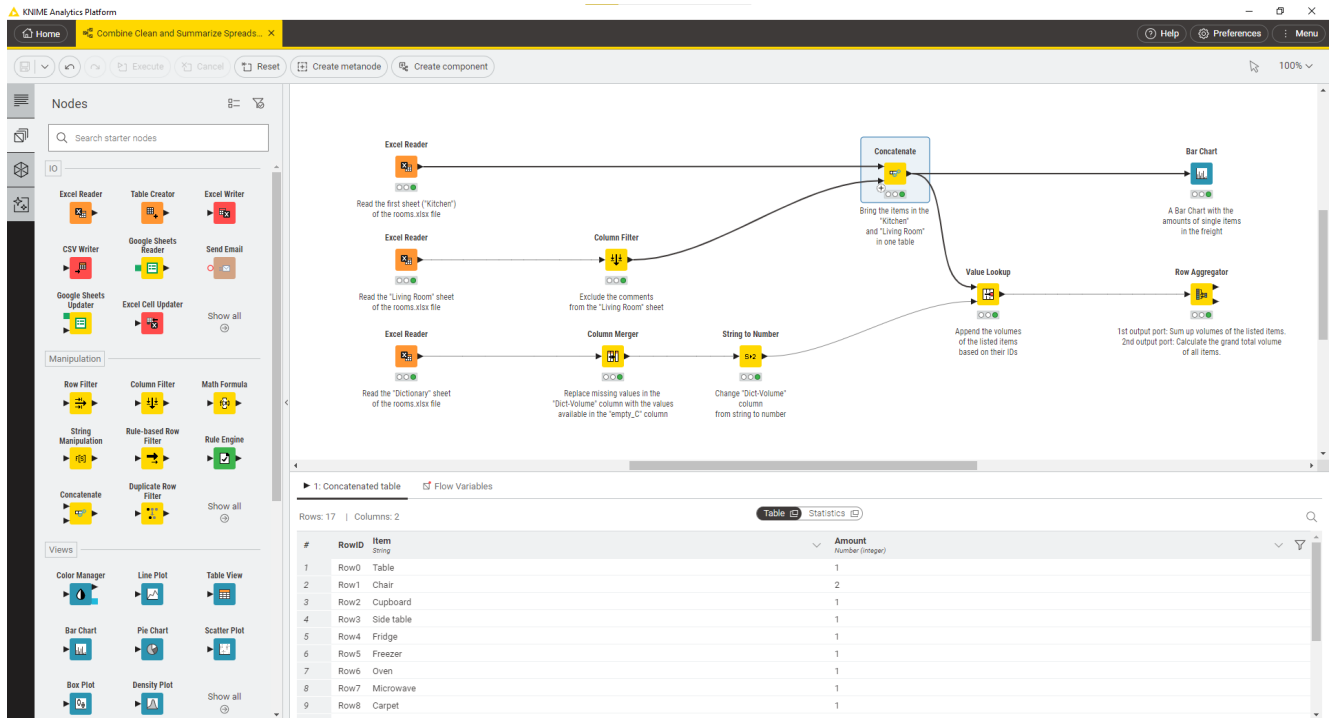 KNIME Analytics Platform
Home
Combine Clean and Summarize Spreads...
Help
Preferences
Menu
Execute
Cancel
Reset
Create metanode
Create component
100%
Nodes
Search starter nodes
IO
Excel Reader
Table Creator
Excel Writer
CSV Writer
Google Sheets
Reader
Send Email
Google Sheets
Updater
Excel Cell Updater
Show all
Manipulation
Row Filter
Column Filter
Math Formula
String
Manipulation
Rule-based Row
Filter
Rule Engine
Concatenate
Duplicate Row
Filter
Show all
Views
Color Manager
Line Plot
Table View
Bar Chart
Pie Chart
Scatter Plot
Box Plot
Density Plot
Show all
Excel Reader
Read the first sheet ("Kitchen")
of the rooms.xlsx file
Concatenate
Bring the items in the
"Kitchen"
and "Living Room"
in one table
Bar Chart
A Bar Chart with the
amounts of single items
in the freight
Excel Reader
Read the "Living Room" sheet
of the rooms.xlsx file
Column Filter
Exclude the comments
from the "Living Room" sheet
Value Lookup
Append the volumes
of the listed items
based on their IDs
Row Aggregator
1st output port: Sum up volumes of the listed items.
2nd output port: Calculate the grand total volume
of all items.
Excel Reader
Read the "Dictionary" sheet
of the rooms.xlsx file
Column Merger
Replace missing values in the
"Dict-Volume" column with the values
available in the "empty_C" column
String to Number
S▸2
Change "Dict-Volume"
column
from string to number
1: Concatenated table
Flow Variables
Rows: 17 | Columns: 2
Table
Statistics
# RowID Item Amount
String Number (integer)
1 Row0 Table 1
2 Row1 Chair 2
3 Row2 Cupboard 1
4 Row3 Side table 1
5 Row4 Fridge 1
6 Row5 Freezer 1
7 Row6 Oven 1
8 Row7 Microwave 1
9 Row8 Carpet 1